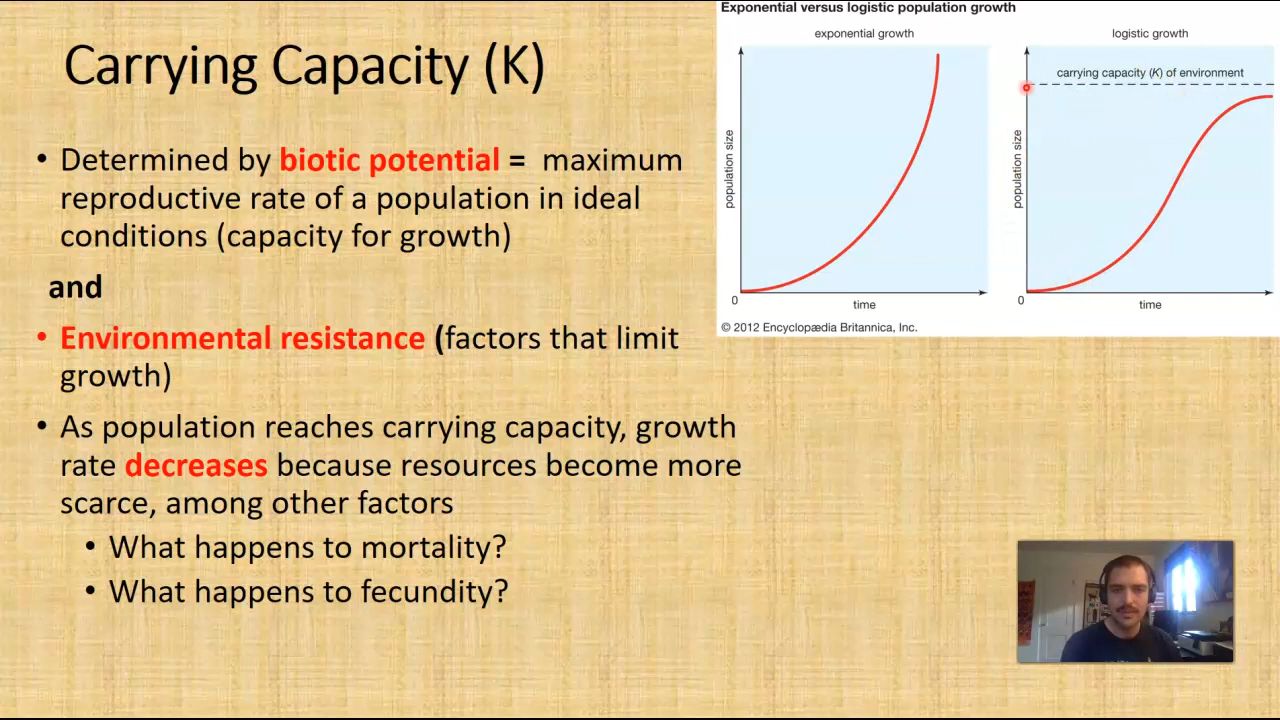 Carrying Capacity (K)
• Determined by biotic potential = maximum
reproductive rate of a population in ideal
conditions (capacity for growth)
and
• Environmental resistance (factors that limit
growth)
• As population reaches carrying capacity, growth
rate decreases because resources become more
scarce, among other factors
• What happens to mortality?
• What happens to fecundity?
Exponential versus logistic population growth
exponential growth
population size
0
time
logistic growth
carrying capacity (K) of environment
population size
0
time
© 2012 Encyclopædia Britannica, Inc.